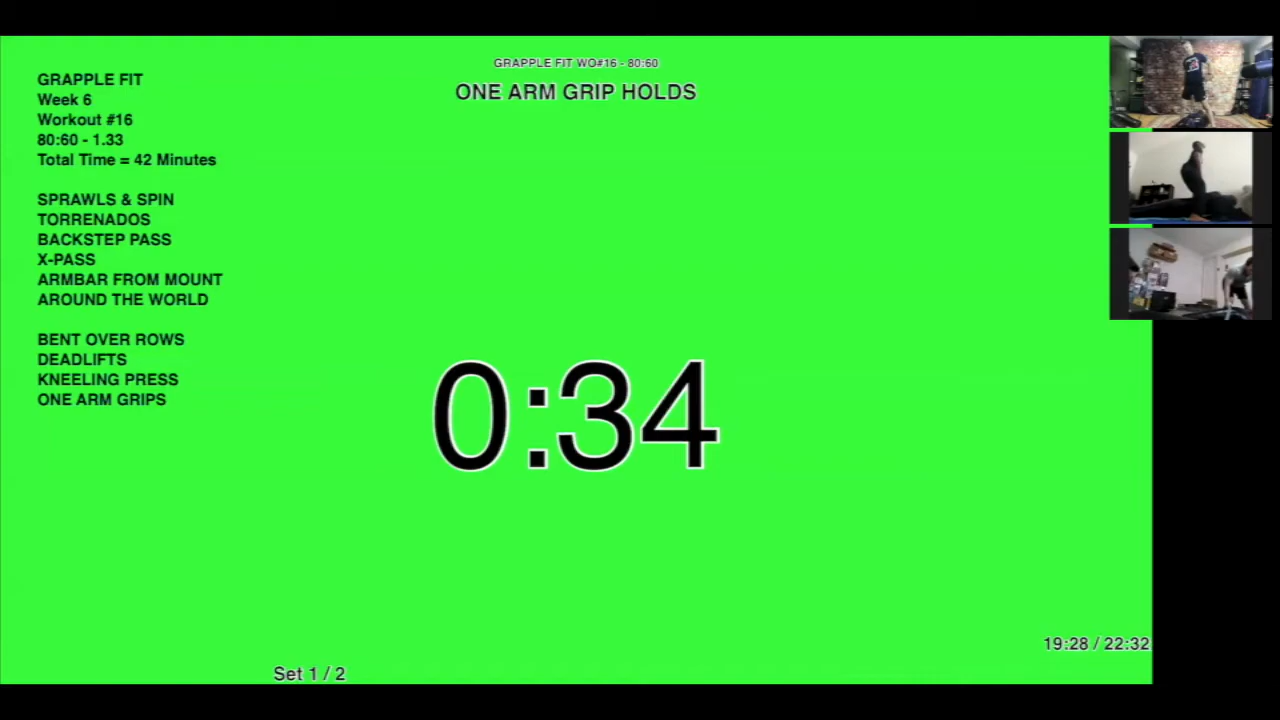 GRAPPLE FIT WO#16 - 80:60
ONE ARM GRIP HOLDS
GRAPPLE FIT
Week 6
Workout #16
80:60 - 1.33
Total Time = 42 Minutes
SPRAWLS & SPIN
TORRENADOS
BACKSTEP PASS
X-PASS
ARMBAR FROM MOUNT
AROUND THE WORLD
BENT OVER ROWS
DEADLIFTS
KNEELING PRESS
ONE ARM GRIPS
0:34
19:28 / 22:32
Set 1 / 2